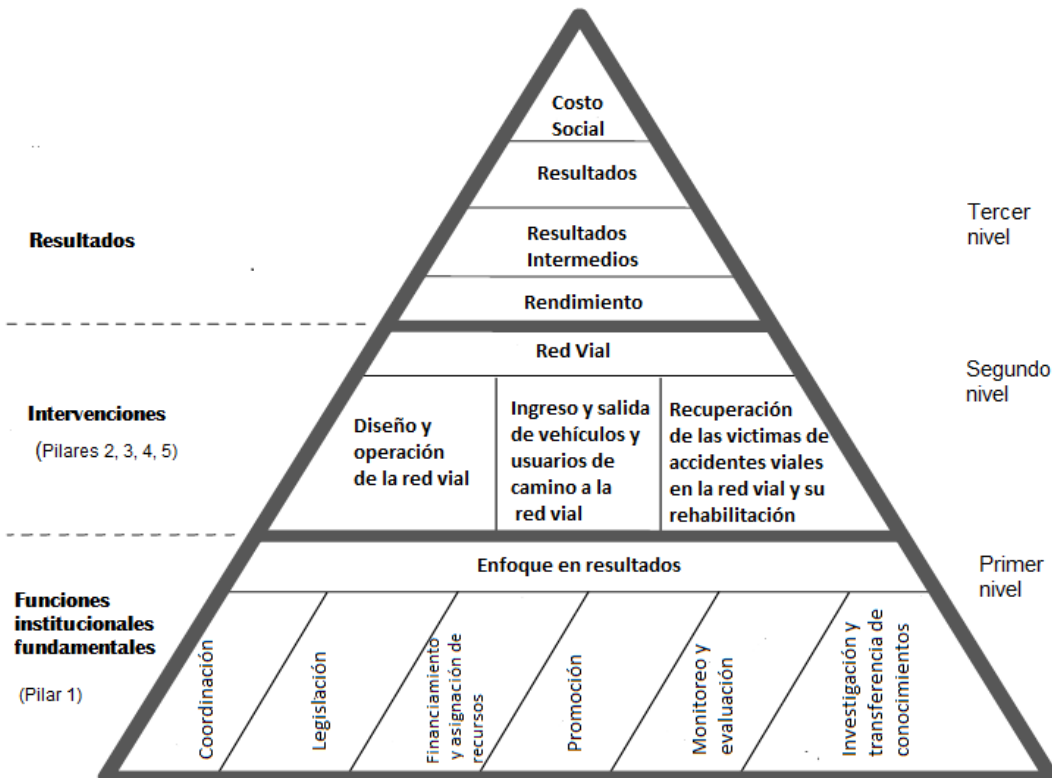 Costo
Social
Resultados
Resultados
Intermedios
Rendimiento
Resultados
Tercer
nivel
Red Vial
Diseño y
operación
de la red vial
Ingreso y salida
de vehículos y
usuarios de
camino a la
red vial
Recuperación
de las victimas de
accidentes viales
en la red vial y su
rehabilitación
Intervenciones
(Pilares 2, 3, 4, 5)
Segundo
nivel
Enfoque en resultados
Coordinación
Legislación
Financiamiento
y asignación de
recursos
Promoción
Monitoreo y
evaluación
Investigación y
transferencia de
conocimientos
Funciones
institucionales
fundamentales
(Pilar 1)
Primer
nivel